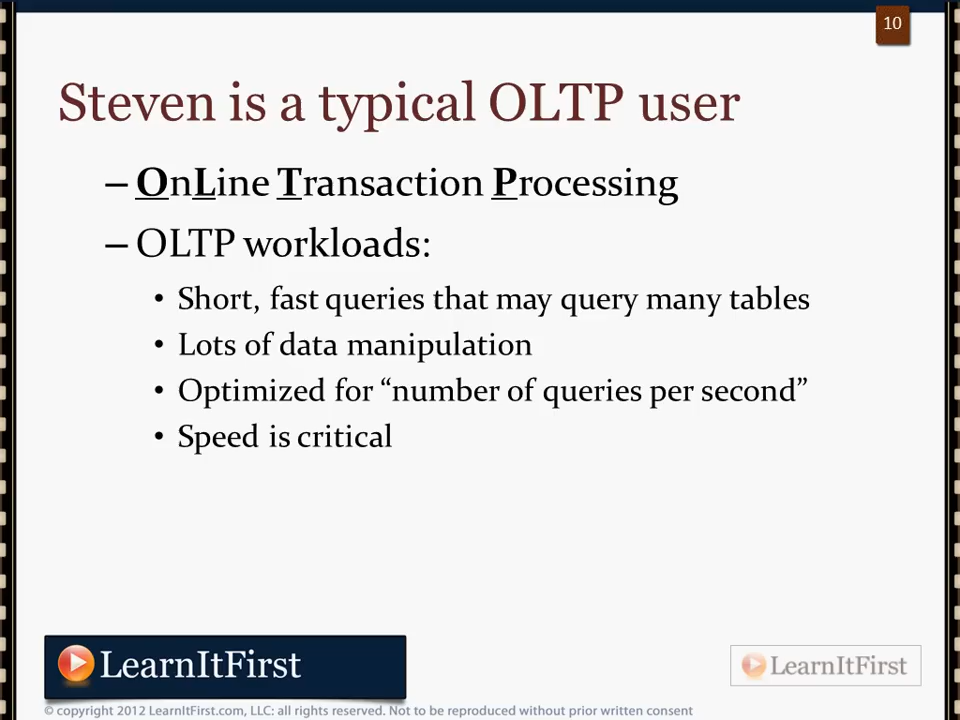 10
Steven is a typical OLTP user
– OnLine Transaction Processing
– OLTP workloads:
• Short, fast queries that may query many tables
• Lots of data manipulation
• Optimized for “number of queries per second”
• Speed is critical
LearnItFirst
LearnItFirst
© copyright 2012 LearnItFirst.com, LLC: all rights reserved. Not to be reproduced without prior written consent